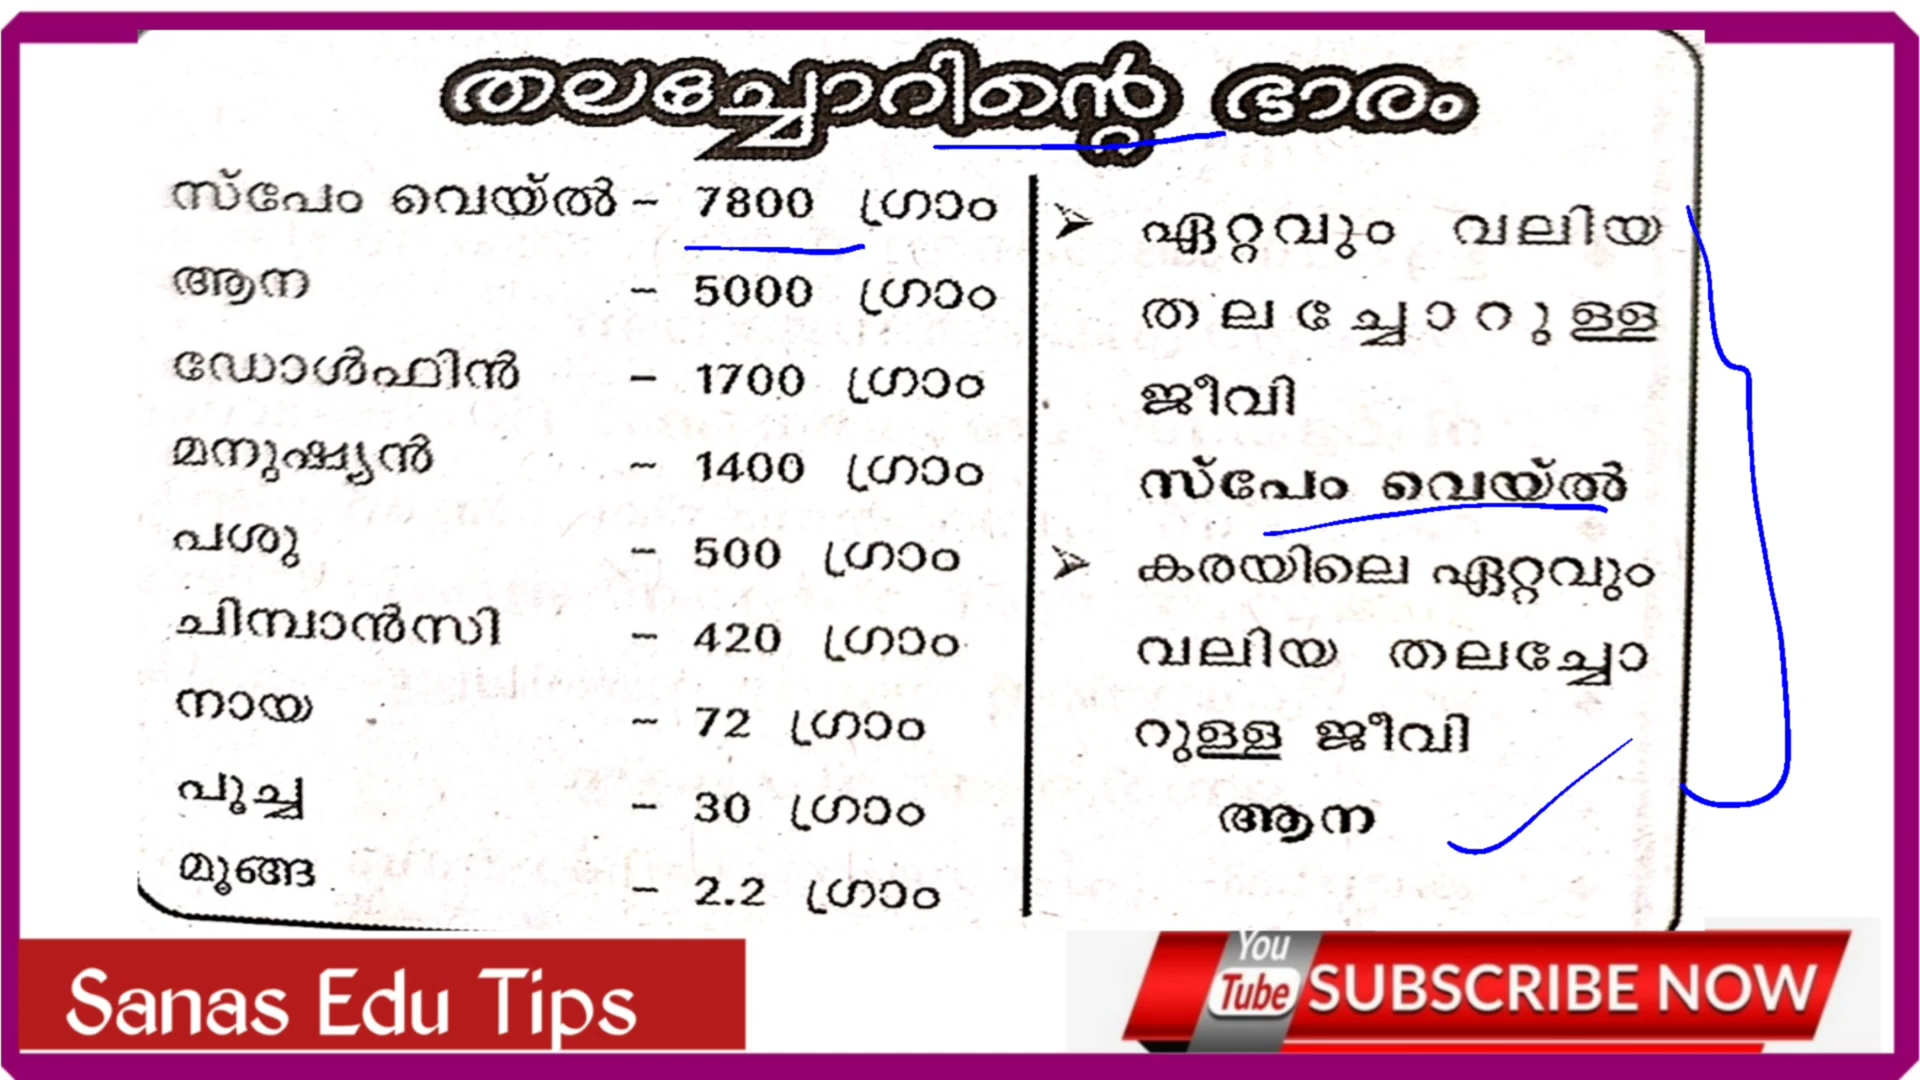 തലച്ചോറിന്റെ ഭാരം
സ്പേം വെയ്ൽ – 7800 ഗ്രാം
ആന – 5000 ഗ്രാം
ഡോൾഫിൻ – 1700 ഗ്രാം
മനുഷ്യൻ – 1400 ഗ്രാം
പശു – 500 ഗ്രാം
ചിമ്പാൻസി – 420 ഗ്രാം
നായ – 72 ഗ്രാം
പൂച്ച – 30 ഗ്രാം
മൂങ്ങ – 2.2 ഗ്രാം
➢ ഏറ്റവും വലിയ
തലച്ചോറുള്ള
ജീവി
സ്പേം വെയ്ൽ
➢ കരയിലെ ഏറ്റവും
വലിയ തലച്ചോ
റുള്ള ജീവി
ആന
Sanas Edu Tips
You
Tube SUBSCRIBE NOW